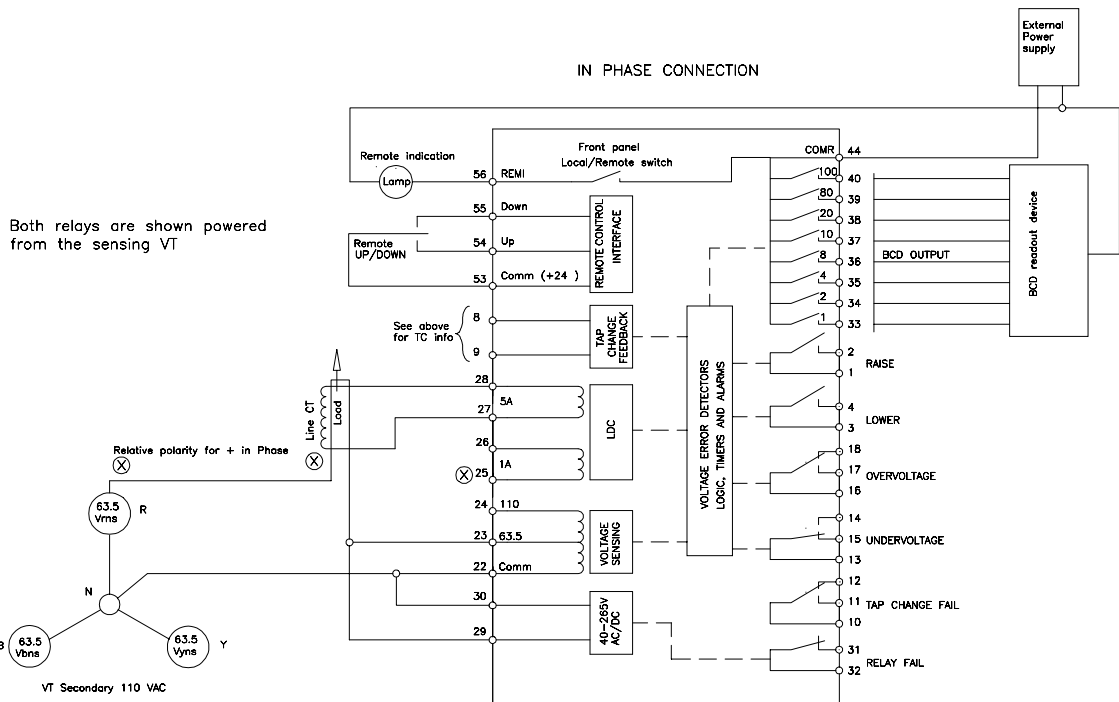 External
Power
supply
IN PHASE CONNECTION
Both relays are shown powered
from the sensing VT
Remote indication
Lamp
56
REMI
Front panel
Local/Remote switch
COMR
44
55
Down
54
Up
53
Comm (+24 )
Remote
UP/DOWN
REMOTE CONTROL
INTERFACE
100
40
80
39
20
38
10
37
8
36
4
35
2
34
1
33
BCD OUTPUT
BCD readout device
See above
for TC info
8
9
TAP
CHANGE
FEEDBACK
28
27
5A
26
25
1A
LDC
Line CT
Load
Relative polarity for + in Phase
24
110
23
63.5
22
Comm
VOLTAGE
SENSING
30
29
40-265V
AC/DC
VOLTAGE ERROR DETECTORS
LOGIC, TIMERS AND ALARMS
2
1
RAISE
4
3
LOWER
18
17
16
OVERVOLTAGE
14
15
13
UNDERVOLTAGE
12
11
10
TAP CHANGE FAIL
31
32
RELAY FAIL
63.5
Vrns
R
N
B
63.5
Vbns
63.5
Vyns
Y
VT Secondary 110 VAC